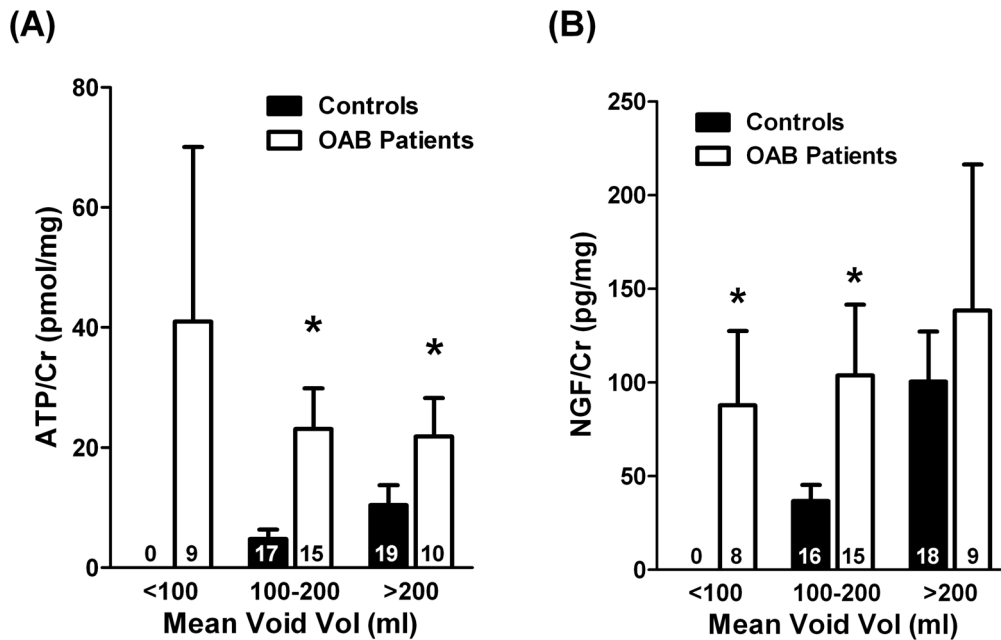 (A)
ATP/Cr (pmol/mg)
80
60
40
20
0
Controls
OAB Patients
*
*
0 9 17 15 19 10
<100 100-200 >200
Mean Void Vol (ml)
(B)
NGF/Cr (pg/mg)
250
200
150
100
50
0
Controls
OAB Patients
*
*
0 8 16 15 18 9
<100 100-200 >200
Mean Void Vol (ml)